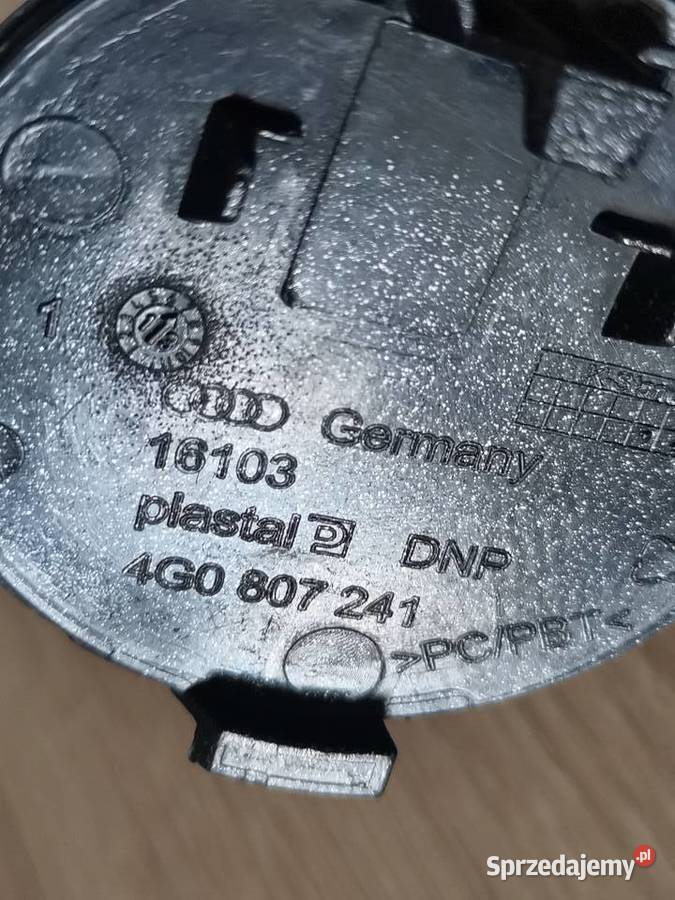 1
Germany
16103
plastal DNP
4G0 807 241
>PC/PBT<
Sprzedajemy.pl